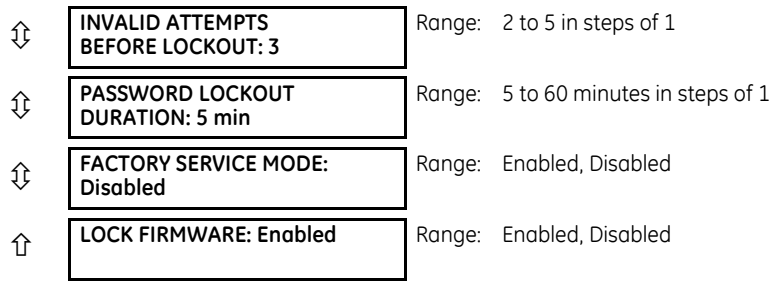 INVALID ATTEMPTS
BEFORE LOCKOUT: 3
Range: 2 to 5 in steps of 1
PASSWORD LOCKOUT
DURATION: 5 min
Range: 5 to 60 minutes in steps of 1
FACTORY SERVICE MODE:
Disabled
Range: Enabled, Disabled
LOCK FIRMWARE: Enabled
Range: Enabled, Disabled